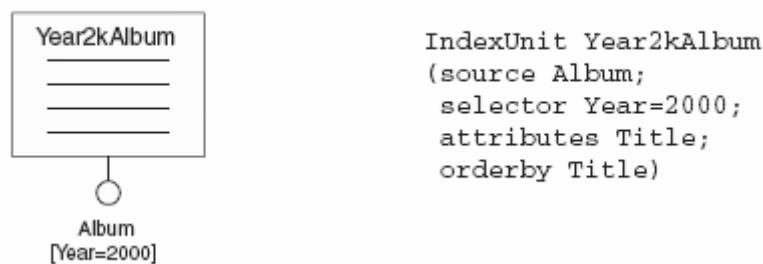 Year2kAlbum
Album
[Year=2000]
IndexUnit Year2kAlbum
(source Album;
selector Year=2000;
attributes Title;
orderby Title)